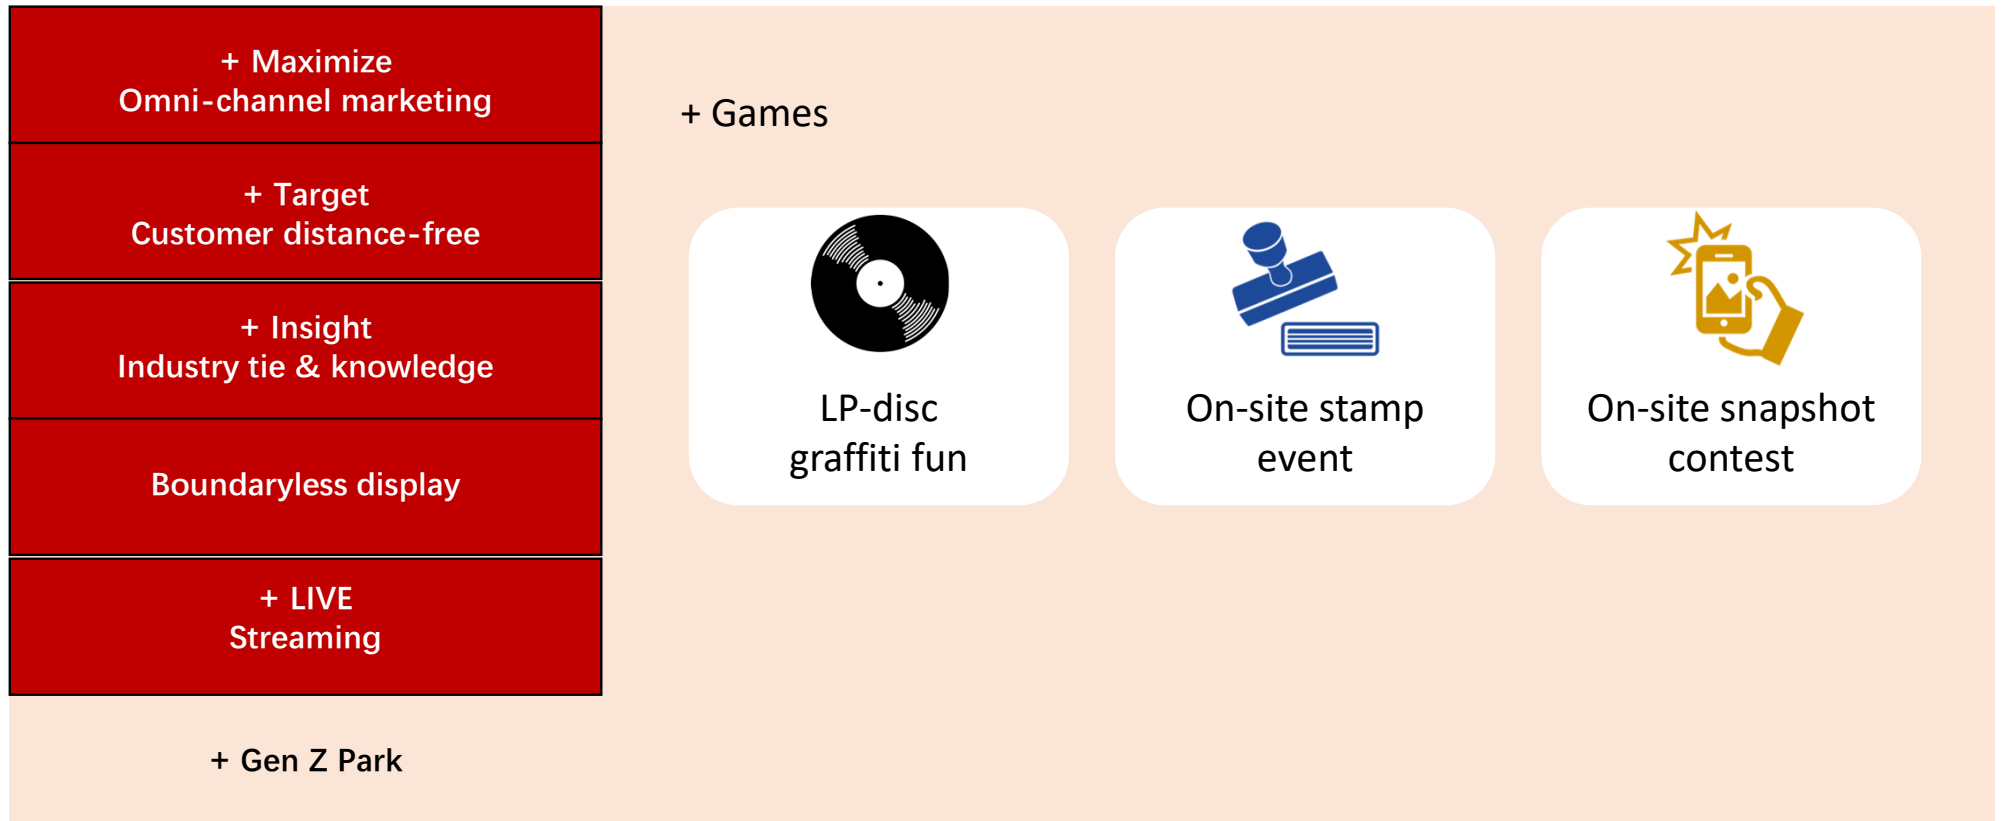 + Maximize
Omni-channel marketing
+ Target
Customer distance-free
+ Insight
Industry tie & knowledge
Boundaryless display
+ LIVE
Streaming
+ Gen Z Park
+ Games
LP-disc
graffiti fun
On-site stamp
event
On-site snapshot
contest